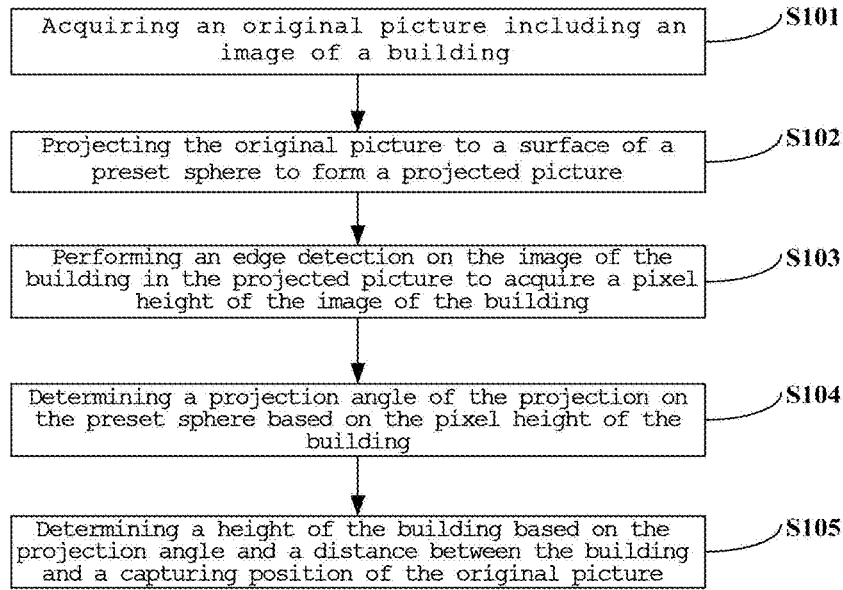 Acquiring an original picture including an
image of a building
S101
Projecting the original picture to a surface of a
preset sphere to form a projected picture
S102
Performing an edge detection on the image of the
building in the projected picture to acquire a pixel
height of the image of the building
S103
Determining a projection angle of the projection on
the preset sphere based on the pixel height of the
building
S104
Determining a height of the building based on the
projection angle and a distance between the building
and a capturing position of the original picture
S105